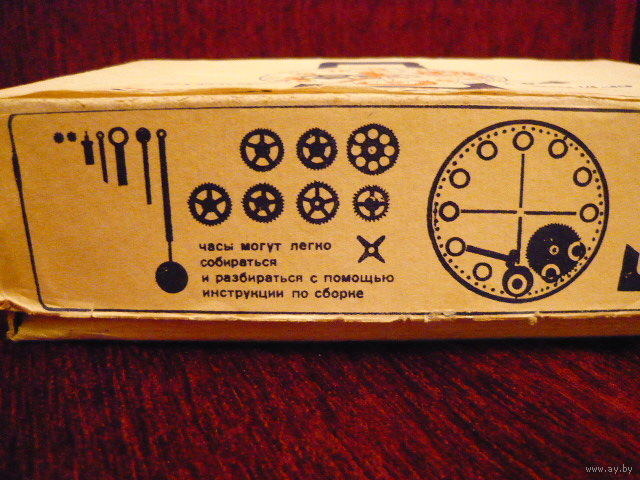 часы могут легко
собираться
и разбираться с помощью
инструкции по сборке
www.ay.by